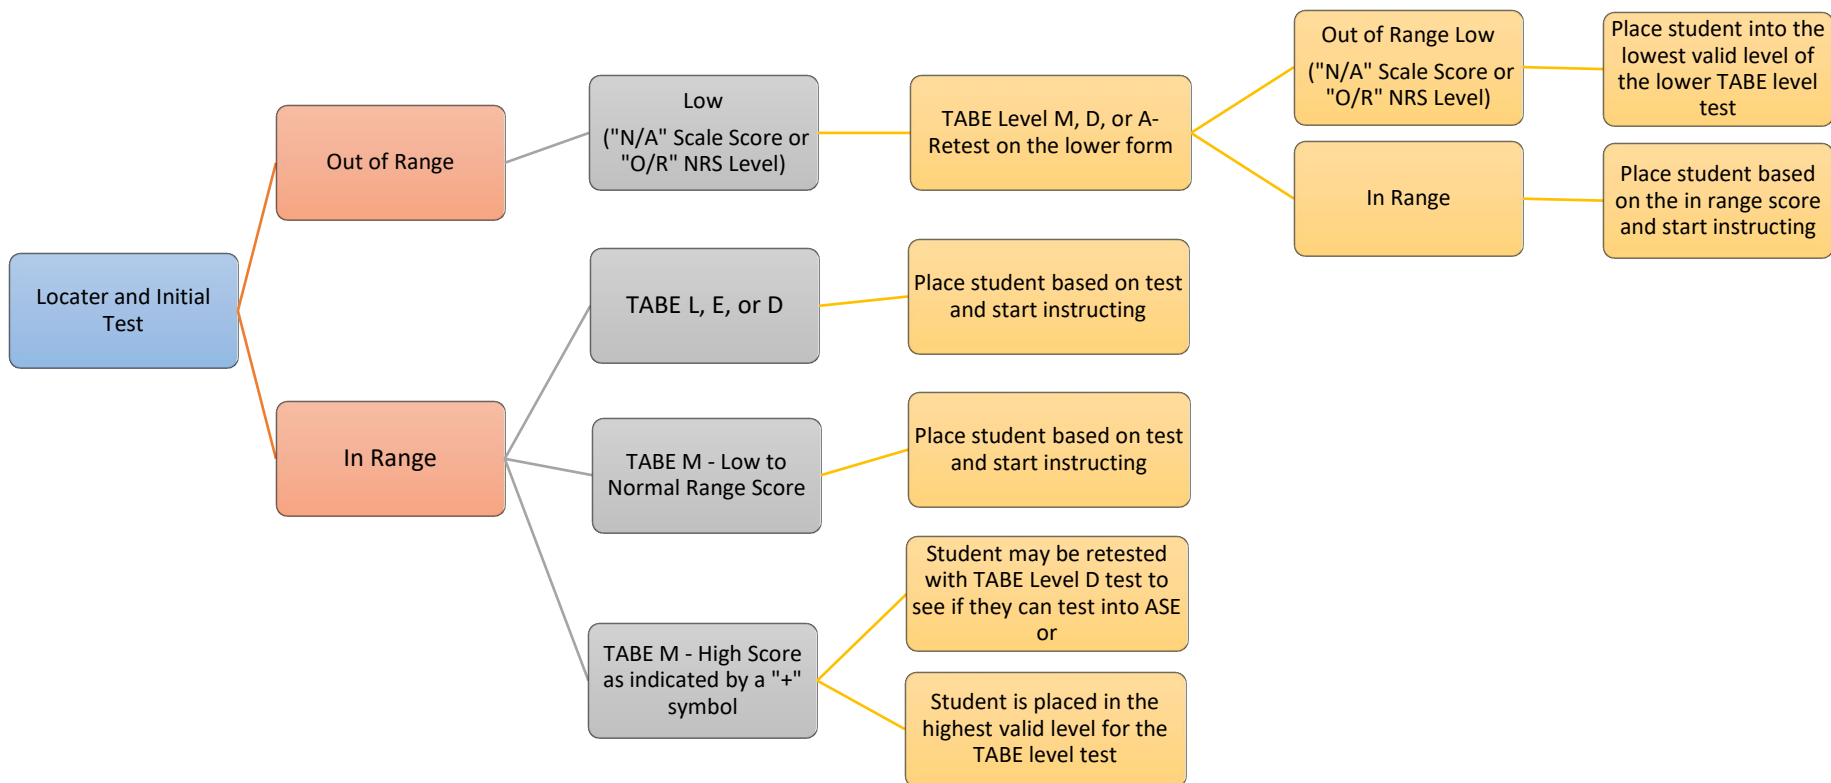 Locater and Initial
Test
Out of Range
Low
("N/A" Scale Score or
"O/R" NRS Level)
TABE Level M, D, or A-
Retest on the lower form
Out of Range Low
("N/A" Scale Score or
"O/R" NRS Level)
Place student into the
lowest valid level of
the lower TABE level
test
In Range
Place student based
on the in range score
and start instructing
In Range
TABE L, E, or D
Place student based on test
and start instructing
TABE M - Low to
Normal Range Score
Place student based on test
and start instructing
TABE M - High Score
as indicated by a "+"
symbol
Student may be retested
with TABE Level D test to
see if they can test into ASE
or
Student is placed in the
highest valid level for the
TABE level test